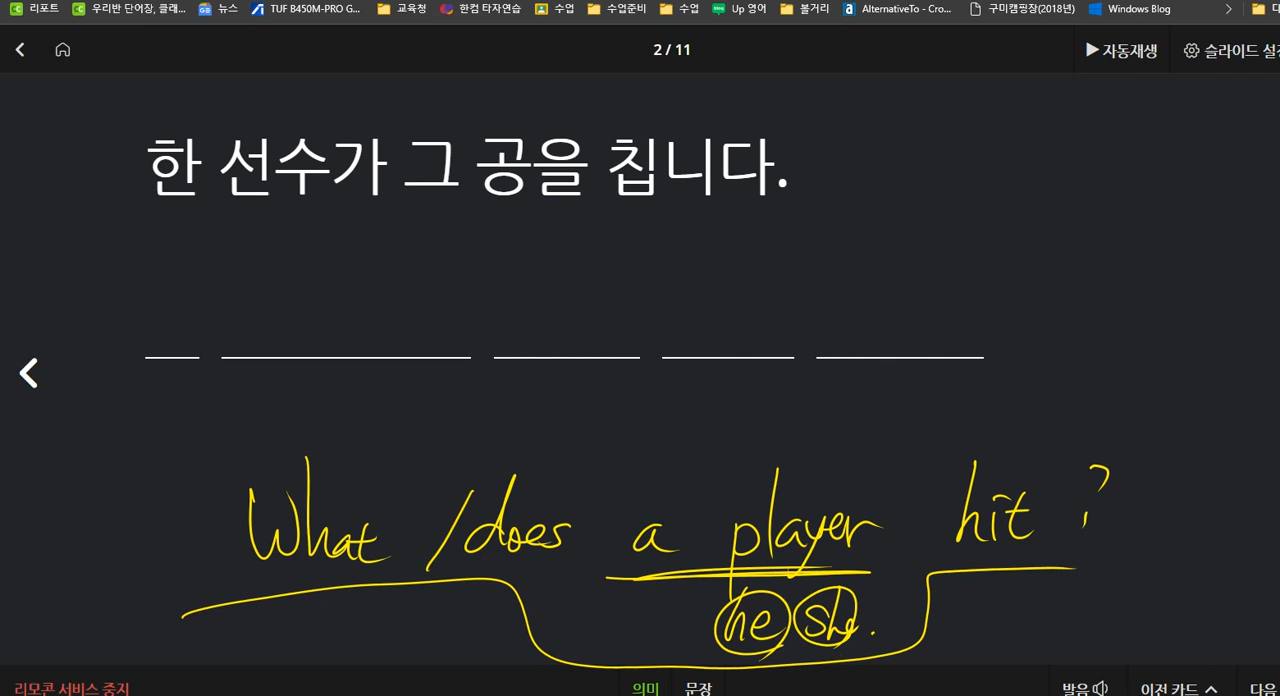 리포트 우리반 단어장, 클래... 뉴스 TUF B450M-PRO G... 교육청 한컴 타자연습 수업 수업준비 수업 Up 영어 볼거리 AlternativeTo - Cro... 구미캠핑장(2018년) Windows Blog
2 / 11 자동재생 슬라이드 설정
한 선수가 그 공을 칩니다.
What / does a player hit ?
he she.
리모콘 서비스 중지 의미 문장 발음 이전 카드 다음